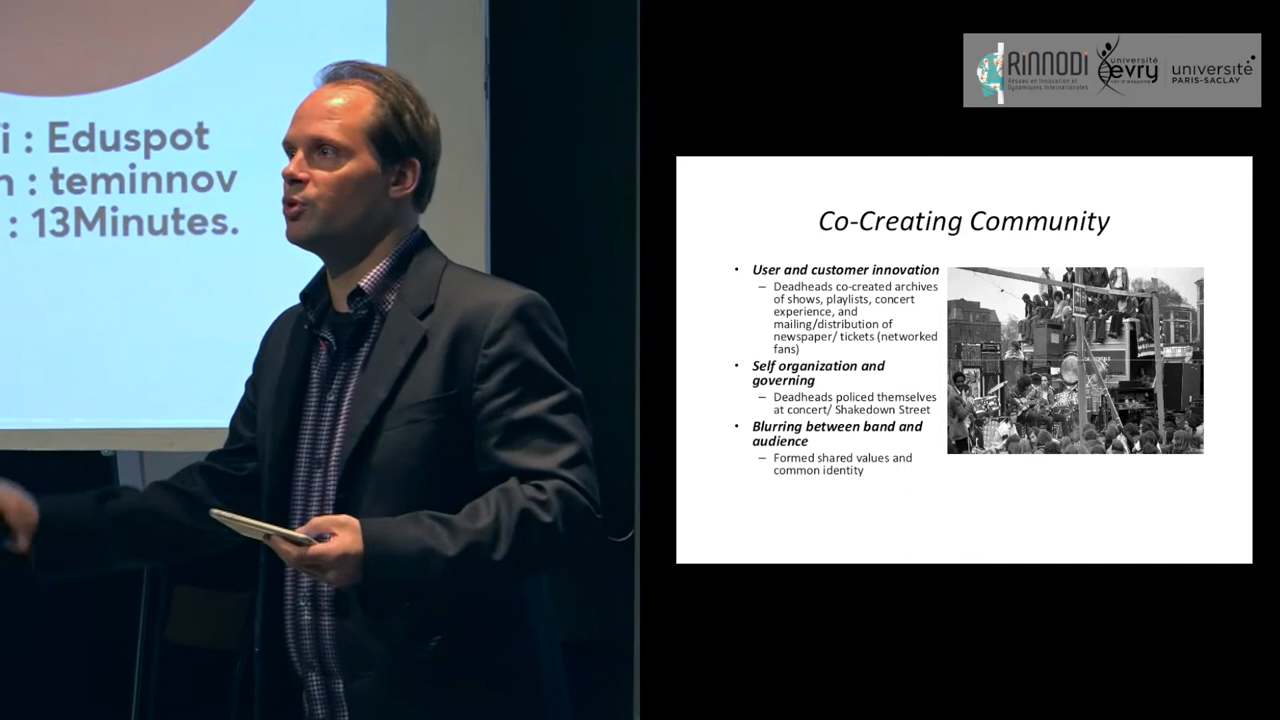 i : Eduspot
n : teminnov
: 13Minutes.
RiNNODi
Réseau en Innovation et
Dynamiques Internationales
université
evry
université
PARIS-SACLAY
Co-Creating Community
• User and customer innovation
– Deadheads co-created archives
of shows, playlists, concert
experience, and
mailing/distribution of
newspaper/ tickets (networked
fans)
• Self organization and
governing
– Deadheads policed themselves
at concert/ Shakedown Street
• Blurring between band and
audience
– Formed shared values and
common identity